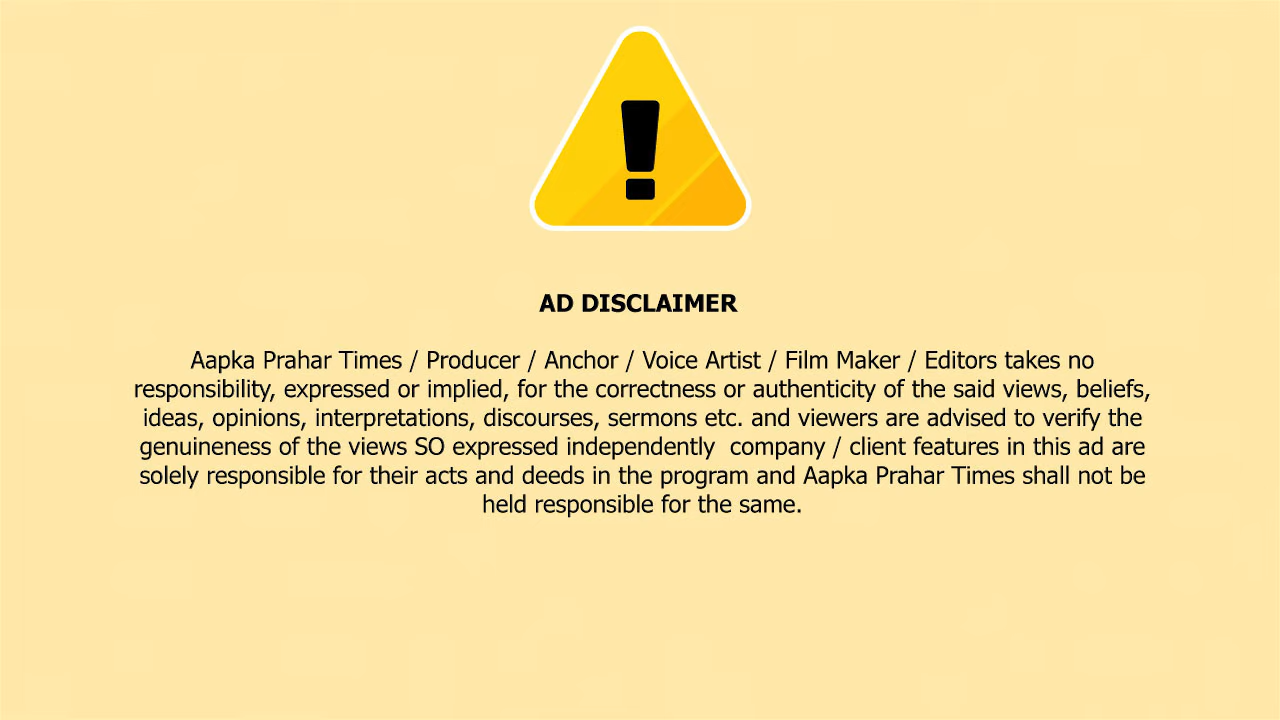 AD DISCLAIMER
Aapka Prahar Times / Producer / Anchor / Voice Artist / Film Maker / Editors takes no
responsibility, expressed or implied, for the correctness or authenticity of the said views, beliefs,
ideas, opinions, interpretations, discourses, sermons etc. and viewers are advised to verify the
genuineness of the views SO expressed independently  company / client features in this ad are
solely responsible for their acts and deeds in the program and Aapka Prahar Times shall not be
held responsible for the same.